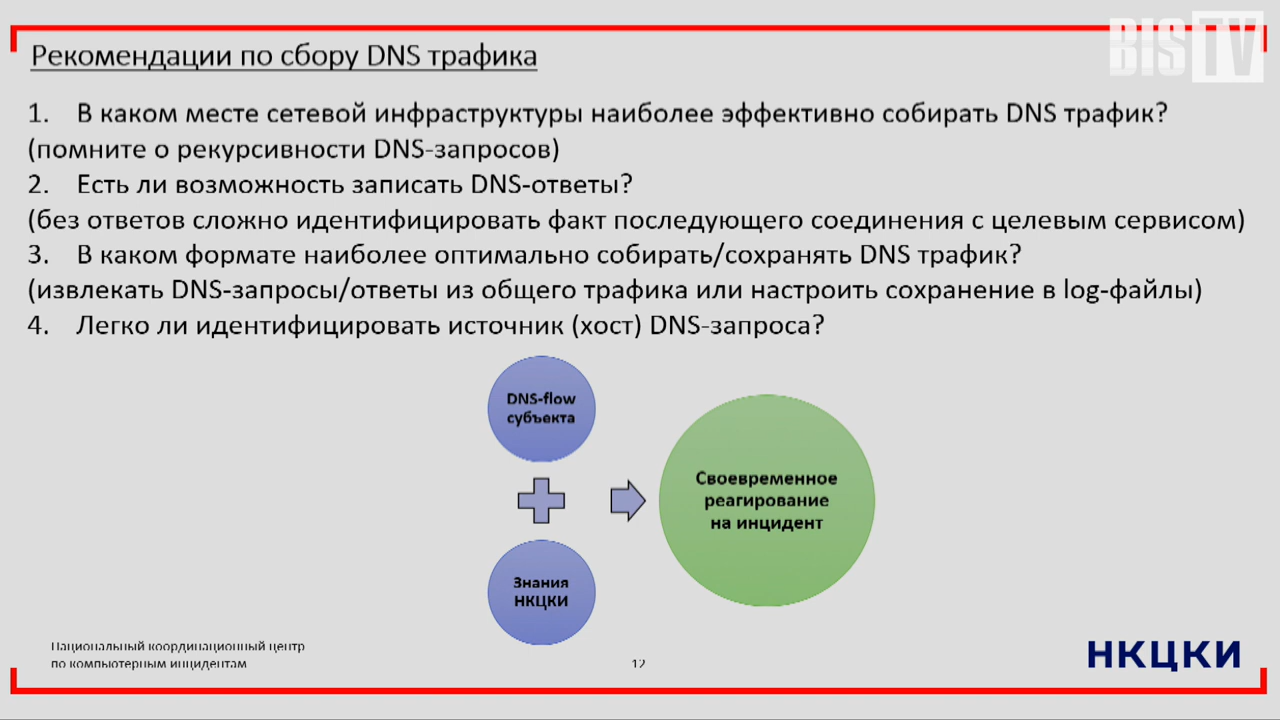 BIS TV
Рекомендации по сбору DNS трафика
1. В каком месте сетевой инфраструктуры наиболее эффективно собирать DNS трафик?
(помните о рекурсивности DNS-запросов)
2. Есть ли возможность записать DNS-ответы?
(без ответов сложно идентифицировать факт последующего соединения с целевым сервисом)
3. В каком формате наиболее оптимально собирать/сохранять DNS трафик?
(извлекать DNS-запросы/ответы из общего трафика или настроить сохранение в log-файлы)
4. Легко ли идентифицировать источник (хост) DNS-запроса?
DNS-flow
субъекта
Знания
НКЦКИ
Своевременное
реагирование
на инцидент
Национальный координационный центр
по компьютерным инцидентам
12
НКЦКИ